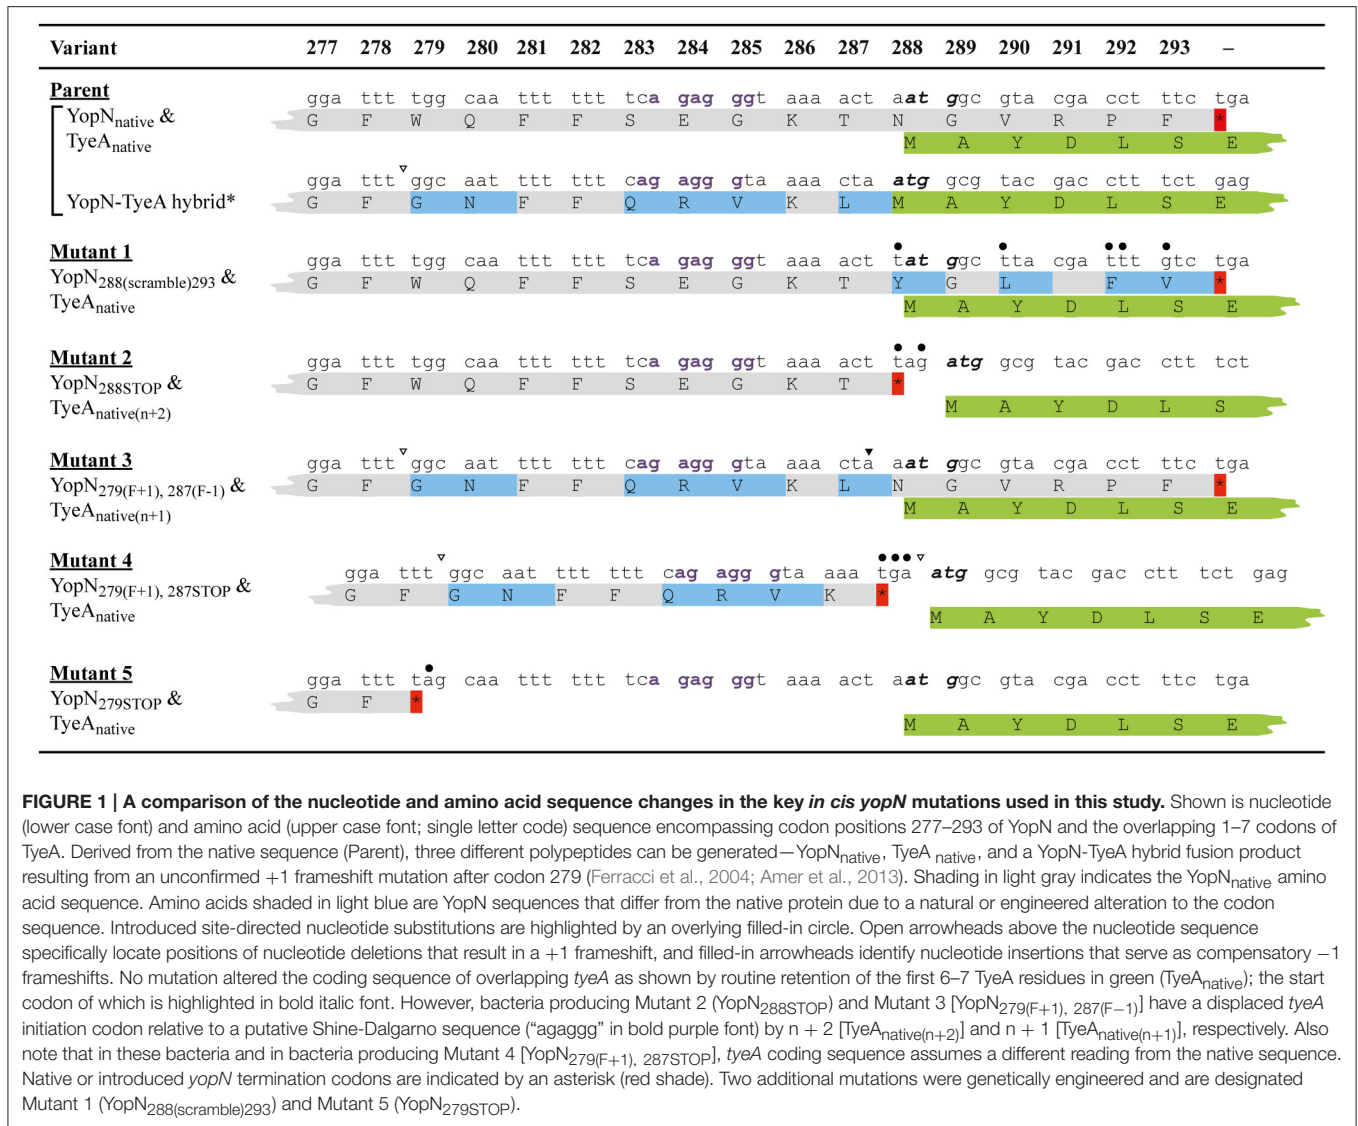 Variant 277 278 279 280 281 282 283 284 285 286 287 288 289 290 291 292 293 –
Parent
gga ttt tgg caa ttt ttt tca gag ggt aaa act aat ggc gta cga cct ttc tga
YopNnative & G F W Q F F S E G K T N G V R P F *
TyeAnative M A Y D L S E
gga ttt ggc aat ttt ttt cag agg gta aaa cta atg gcg tac gac ctt tct gag
YopN-TyeA hybrid* G F G N F F Q R V K L M A Y D L S E
Mutant 1
gga ttt tgg caa ttt ttt tca gag ggt aaa act tat ggc tta cga ttt gtc tga
YopN288(scramble)293 & G F W Q F F S E G K T Y G L F V *
TyeAnative M A Y D L S E
Mutant 2
gga ttt tgg caa ttt ttt tca gag ggt aaa act tag atg gcg tac gac ctt tct
YopN288STOP & G F W Q F F S E G K T *
TyeAnative(n+2) M A Y D L S
Mutant 3
gga ttt ggc aat ttt ttt cag agg gta aaa cta aat ggc gta cga cct ttc tga
YopN279(F+1), 287(F-1) & G F G N F F Q R V K L N G V R P F *
TyeAnative(n+1) M A Y D L S E
Mutant 4
gga ttt ggc aat ttt ttt cag agg gta aaa tga atg gcg tac gac ctt tct gag
YopN279(F+1), 287STOP & G F G N F F Q R V K *
TyeAnative M A Y D L S E
Mutant 5
gga ttt tag caa ttt ttt tca gag ggt aaa act aat ggc gta cga cct ttc tga
YopN279STOP & G F *
TyeAnative M A Y D L S E
FIGURE 1 | A comparison of the nucleotide and amino acid sequence changes in the key in cis yopN mutations used in this study. Shown is nucleotide
(lower case font) and amino acid (upper case font; single letter code) sequence encompassing codon positions 277–293 of YopN and the overlapping 1–7 codons of
TyeA. Derived from the native sequence (Parent), three different polypeptides can be generated—YopNnative, TyeA native, and a YopN-TyeA hybrid fusion product
resulting from an unconfirmed +1 frameshift mutation after codon 279 (Ferracci et al., 2004; Amer et al., 2013). Shading in light gray indicates the YopNnative amino
acid sequence. Amino acids shaded in light blue are YopN sequences that differ from the native protein due to a natural or engineered alteration to the codon
sequence. Introduced site-directed nucleotide substitutions are highlighted by an overlying filled-in circle. Open arrowheads above the nucleotide sequence
specifically locate positions of nucleotide deletions that result in a +1 frameshift, and filled-in arrowheads identify nucleotide insertions that serve as compensatory −1
frameshifts. No mutation altered the coding sequence of overlapping tyeA as shown by routine retention of the first 6–7 TyeA residues in green (TyeAnative); the start
codon of which is highlighted in bold italic font. However, bacteria producing Mutant 2 (YopN288STOP) and Mutant 3 [YopN279(F+1), 287(F−1)] have a displaced tyeA
initiation codon relative to a putative Shine-Dalgarno sequence (“agaggg” in bold purple font) by n + 2 [TyeAnative(n+2)] and n + 1 [TyeAnative(n+1)], respectively. Also
note that in these bacteria and in bacteria producing Mutant 4 [YopN279(F+1), 287STOP], tyeA coding sequence assumes a different reading from the native sequence.
Native or introduced yopN termination codons are indicated by an asterisk (red shade). Two additional mutations were genetically engineered and are designated
Mutant 1 (YopN288(scramble)293) and Mutant 5 (YopN279STOP).